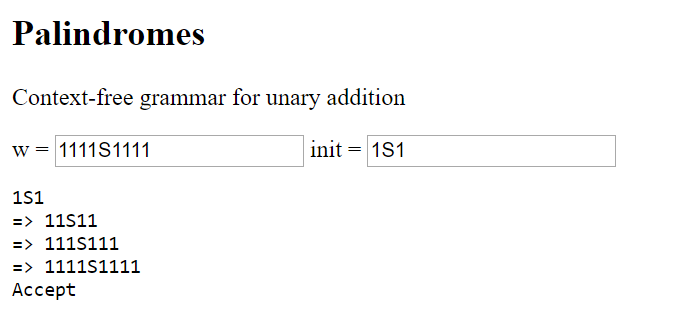 Palindromes
Context-free grammar for unary addition
w = 1111S1111 init = 1S1
1S1
=> 11S11
=> 111S111
=> 1111S1111
Accept